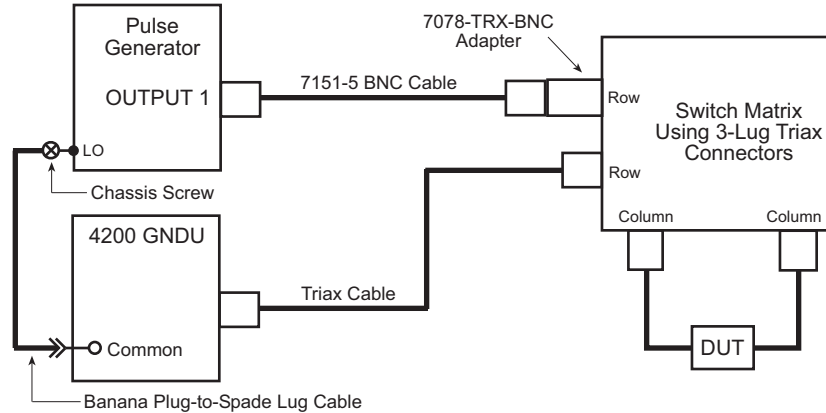 Pulse
Generator
OUTPUT 1
LO
Chassis Screw
7151-5 BNC Cable
7078-TRX-BNC
Adapter
Row
Switch Matrix
Using 3-Lug Triax
Connectors
Row
Column
Column
4200 GNDU
Triax Cable
Common
DUT
Banana Plug-to-Spade Lug Cable